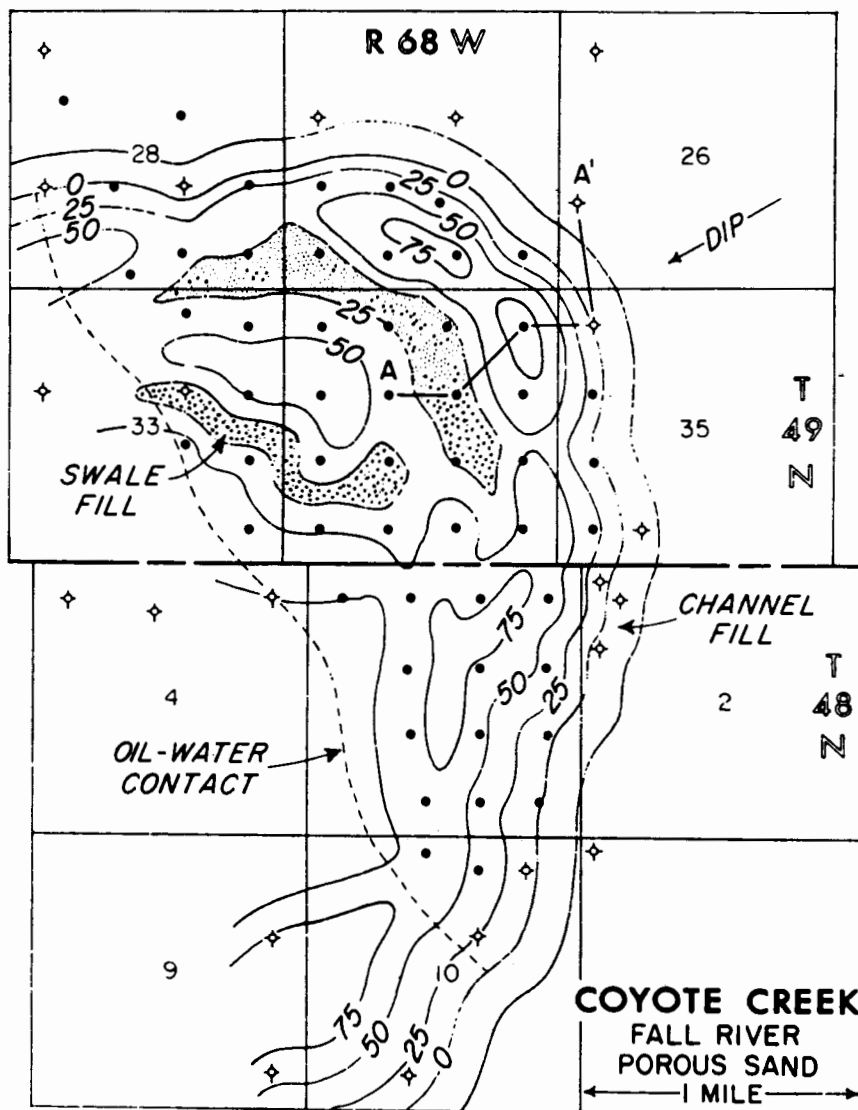 R 68 W
28
26
A'
0
25
0
25
50
50
75
DIP
25
50
A
T
49
N
33
35
SWALE
FILL
CHANNEL
FILL
75
50
25
T
48
N
4
2
OIL-WATER
CONTACT
9
10
75
50
25
0
COYOTE CREEK
FALL RIVER
POROUS SAND
1 MILE